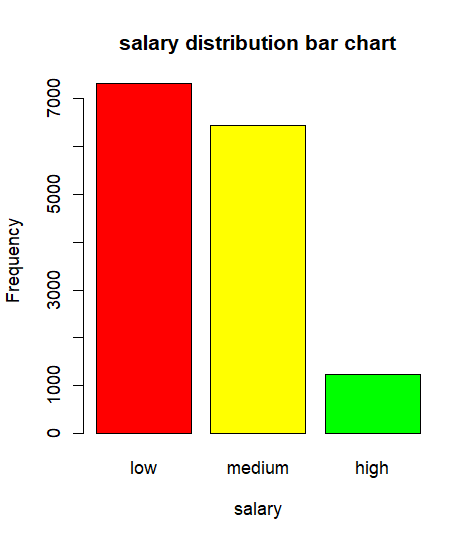 salary distribution bar chart
Frequency
7000
5000
3000
1000
0
low medium high
salary